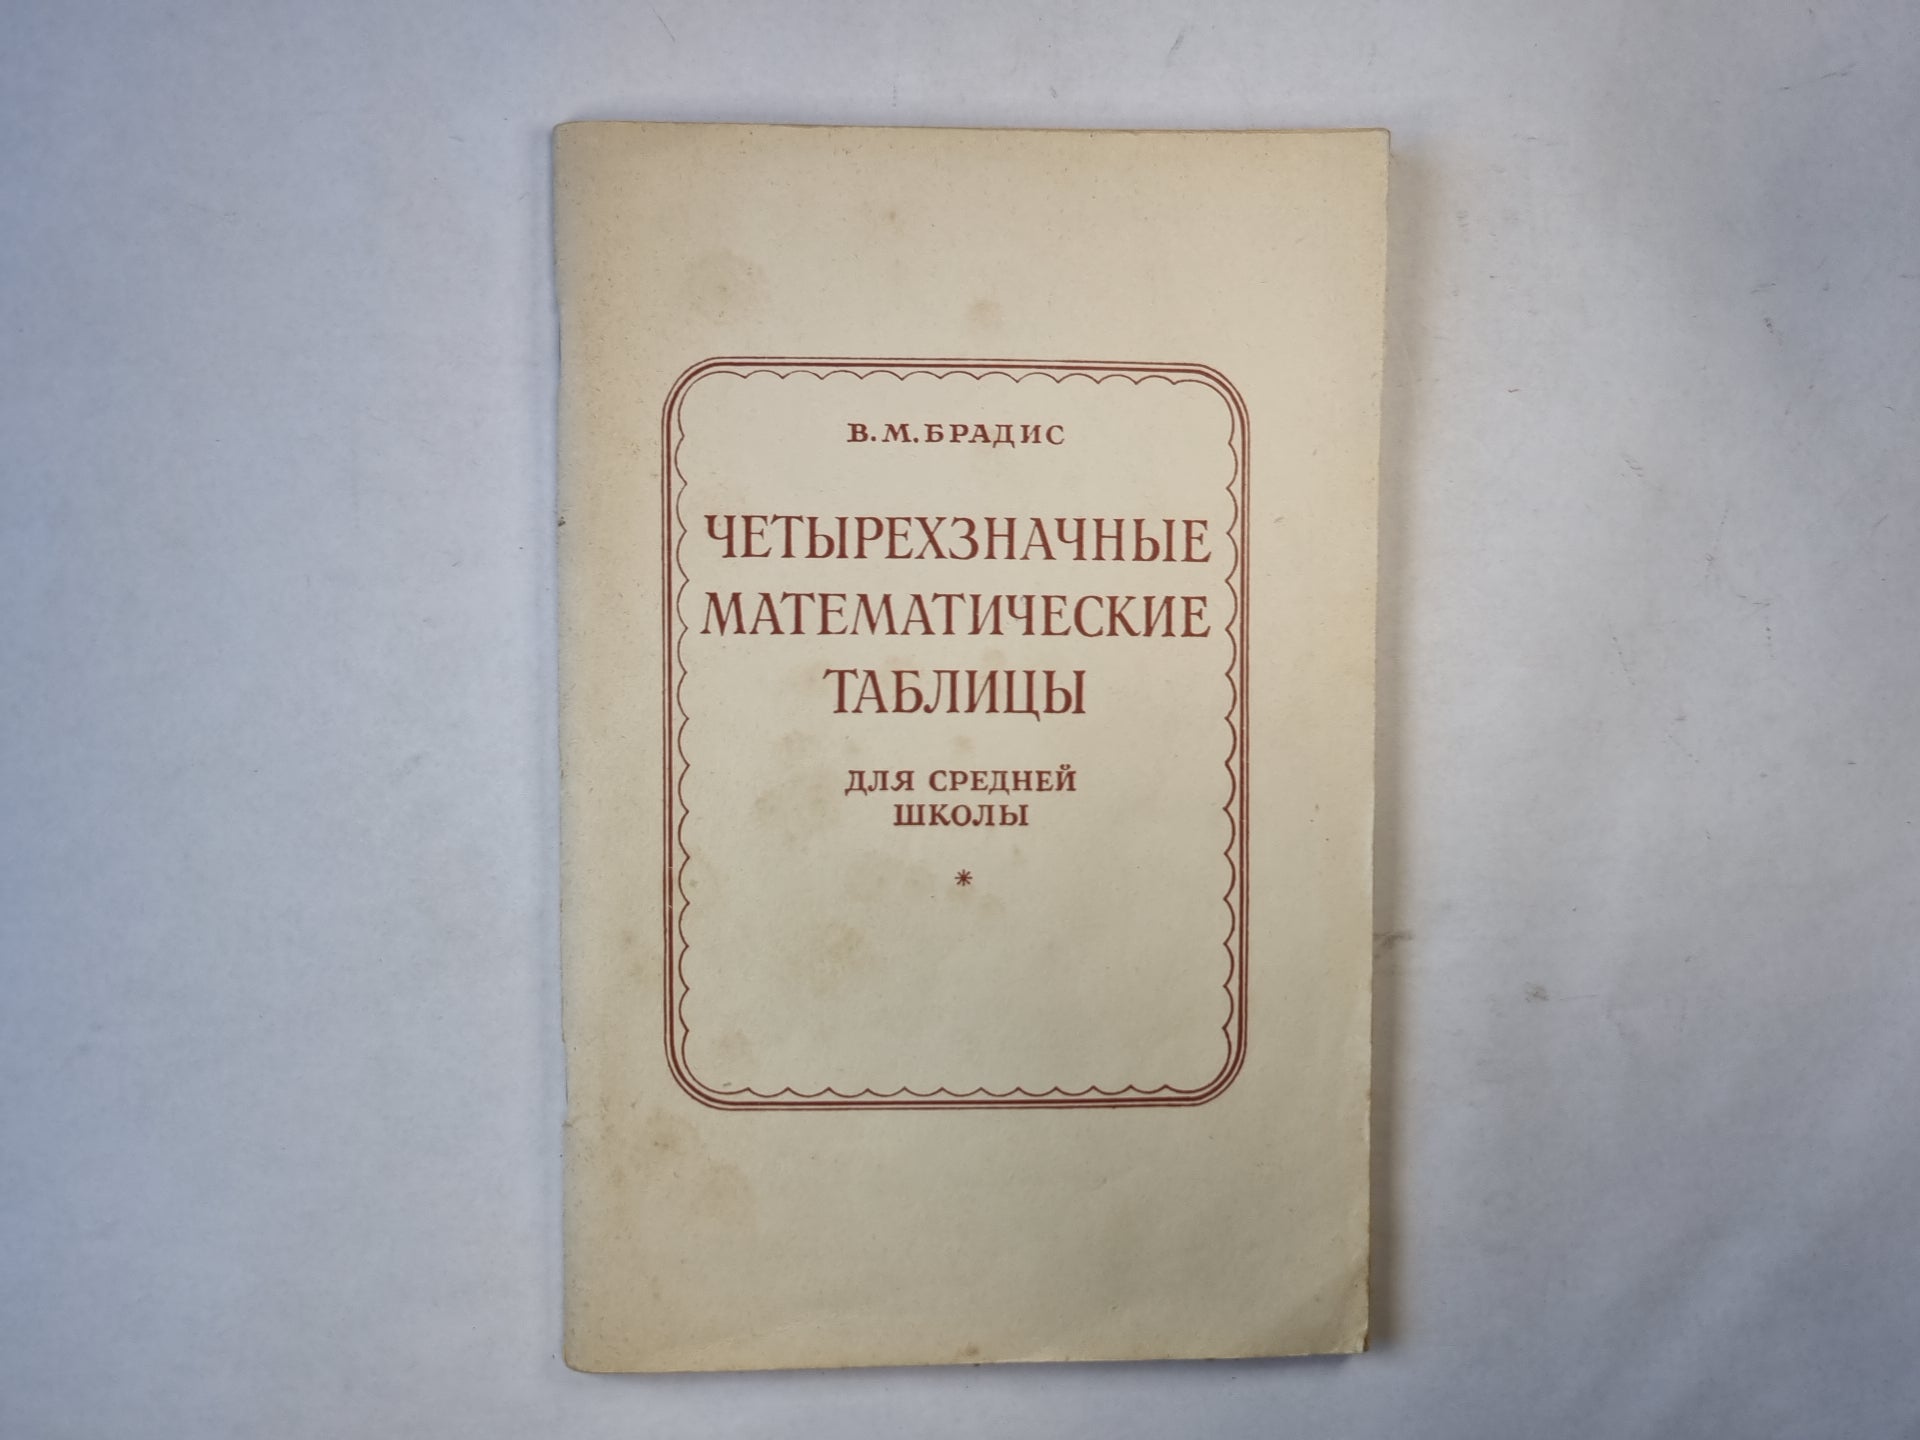 В. М. БРАДИС
ЧЕТЫРЕХЗНАЧНЫЕ
МАТЕМАТИЧЕСКИЕ
ТАБЛИЦЫ
ДЛЯ СРЕДНЕЙ
ШКОЛЫ
*